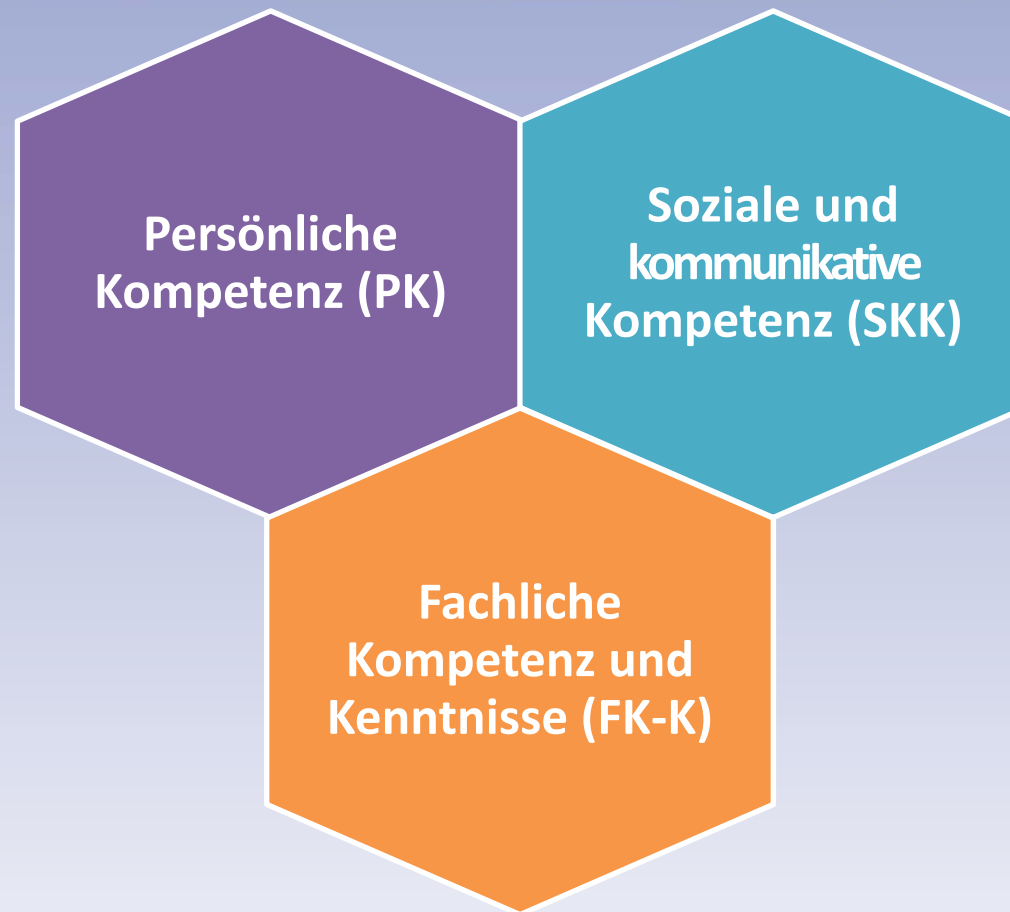 Persönliche
Kompetenz (PK)
Soziale und
kommunikative
Kompetenz (SKK)
Fachliche
Kompetenz und
Kenntnisse (FK-K)